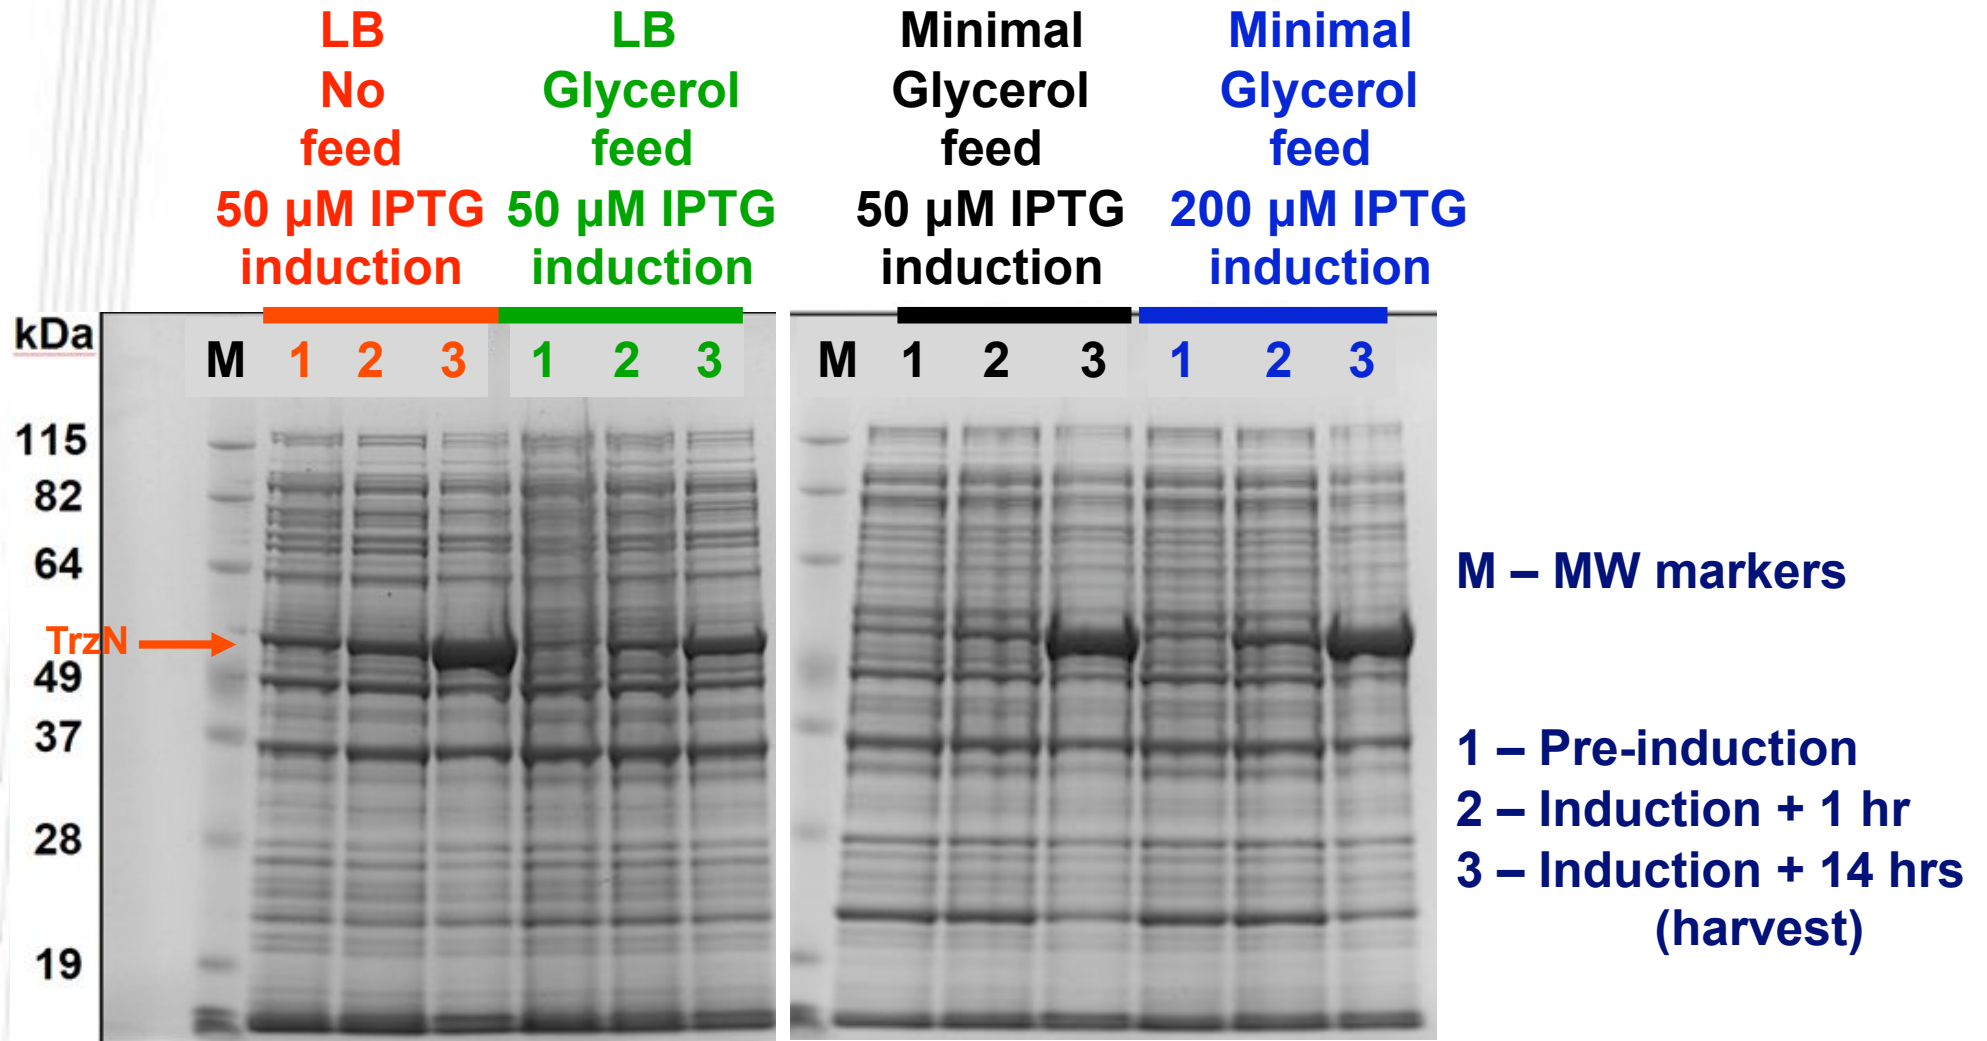 LB
No
feed
50 µM IPTG
induction
LB
Glycerol
feed
50 µM IPTG
induction
Minimal
Glycerol
feed
50 µM IPTG
induction
Minimal
Glycerol
feed
200 µM IPTG
induction
kDa
M 1 2 3 1 2 3
M 1 2 3 1 2 3
115
82
64
TrzN
49
37
28
19
M – MW markers
1 – Pre-induction
2 – Induction + 1 hr
3 – Induction + 14 hrs
(harvest)